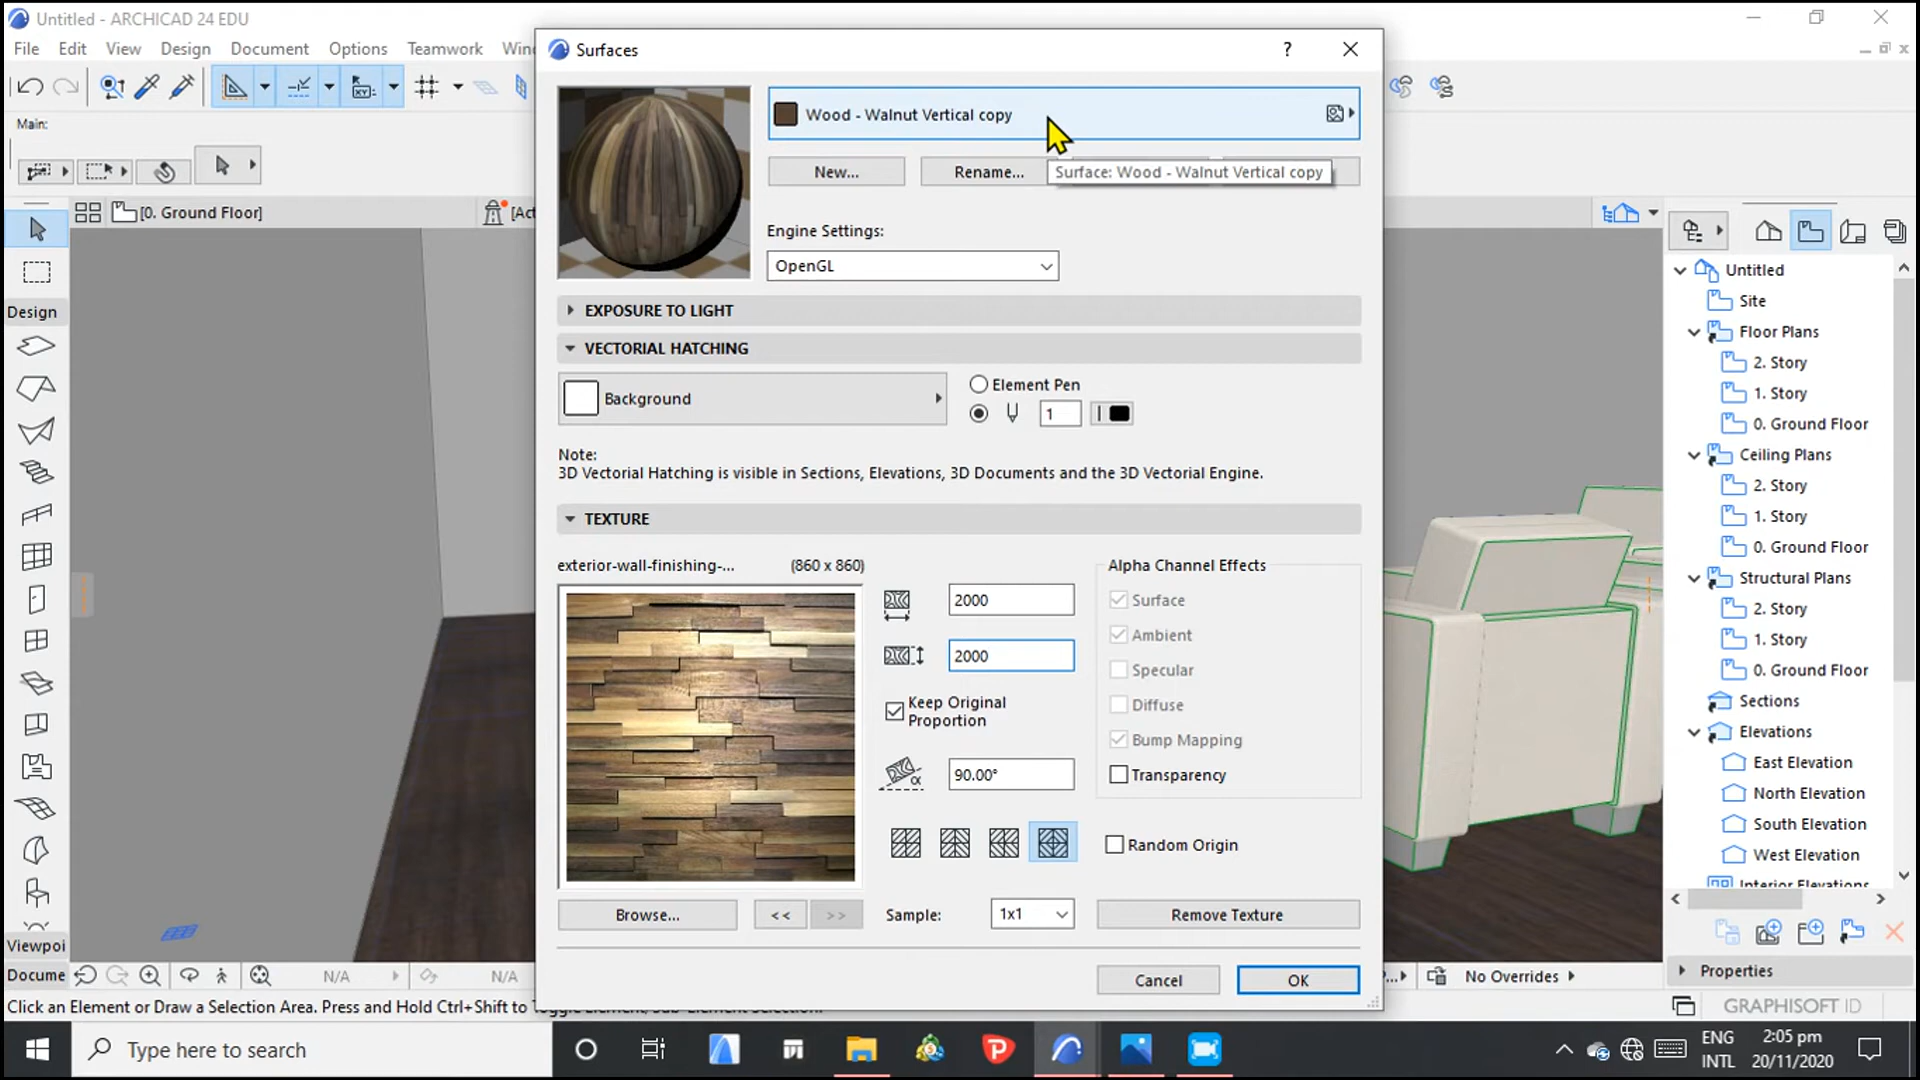 Untitled - ARCHICAD 24 EDU
File Edit View Design Document Options Teamwork
Main:
[0. Ground Floor]
Design
Viewpoi
Docume
N/A
N/A
Click an Element or Draw a Selection Area. Press and Hold Ctrl+Shift to
Surfaces
?
Wood - Walnut Vertical copy
New...
Rename...
Surface: Wood - Walnut Vertical copy
Engine Settings:
OpenGL
EXPOSURE TO LIGHT
VECTORIAL HATCHING
Background
Element Pen
1
Note:
3D Vectorial Hatching is visible in Sections, Elevations, 3D Documents and the 3D Vectorial Engine.
TEXTURE
exterior-wall-finishing-... (860 x 860)
2000
2000
Keep Original
Proportion
90.00°
Alpha Channel Effects
Surface
Ambient
Specular
Diffuse
Bump Mapping
Transparency
Random Origin
Browse...
<<
>>
Sample:
1x1
Remove Texture
Cancel
OK
Untitled
Site
Floor Plans
2. Story
1. Story
0. Ground Floor
Ceiling Plans
2. Story
1. Story
0. Ground Floor
Structural Plans
2. Story
1. Story
0. Ground Floor
Sections
Elevations
East Elevation
North Elevation
South Elevation
West Elevation
Interior Elevations
Properties
No Overrides
GRAPHISOFT ID
Type here to search
ENG
INTL
2:05 pm
20/11/2020